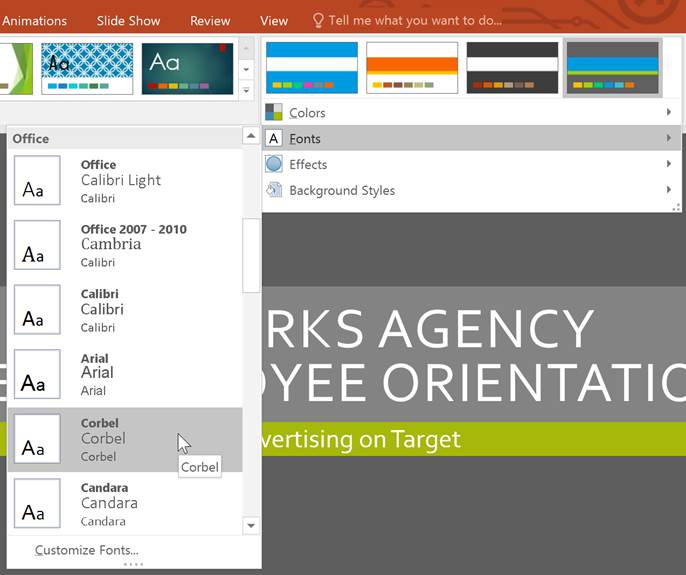 Animations Slide Show Review View Tell me what you want to do...
Aa Aa
Colors
Fonts
Effects
Background Styles
Office
Aa
Office
Calibri Light
Calibri
Aa
Office 2007 - 2010
Cambria
Calibri
Aa
Calibri
Calibri
Calibri
Aa
Arial
Arial
Arial
Aa
Corbel
Corbel
Corbel
Corbel
Aa
Candara
Candara
Candara
Customize Fonts...
RKS AGENCY
OYEE ORIENTATIO
vertising on Target